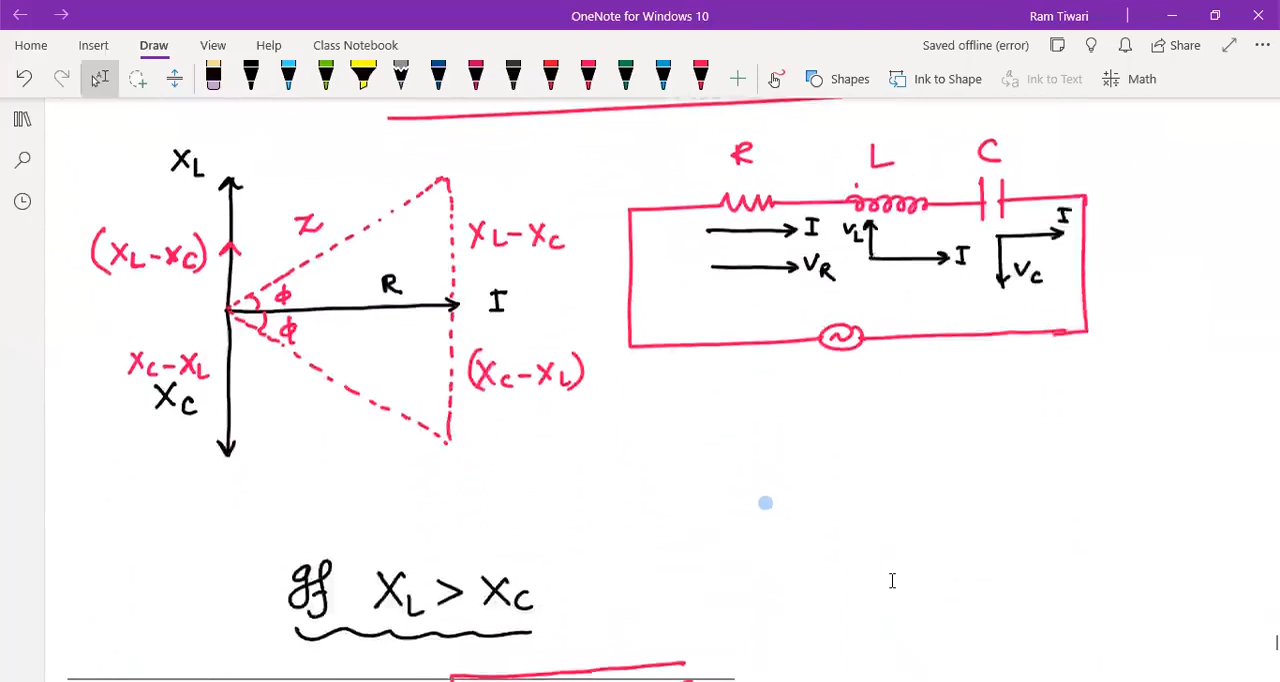 OneNote for Windows 10
Ram Tiwari
Home Insert Draw View Help Class Notebook
Saved offline (error) Share
Shapes Ink to Shape Ink to Text Math
XL
(XL-XC)
Z
XL-XC
ϕ
R
I
ϕ
XC-XL
XC
(XC-XL)
R L C
I VL I
VR I VC
If XL > XC